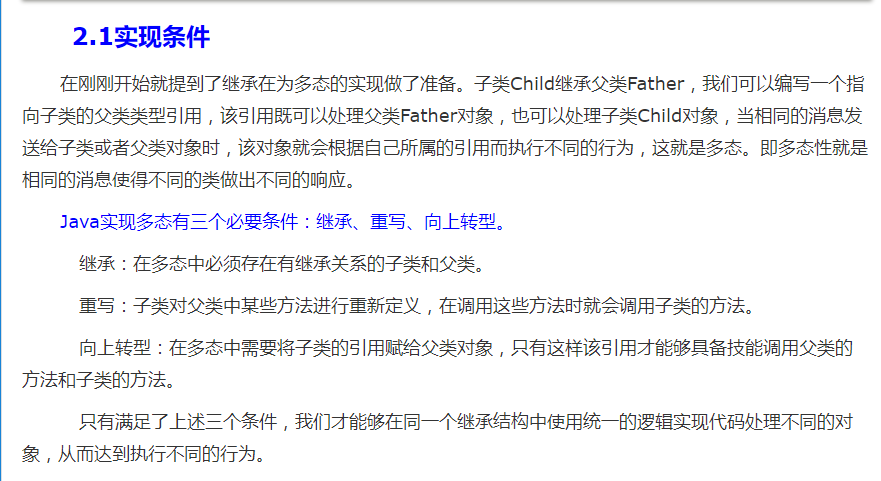 2.1实现条件
在刚刚开始就提到了继承在为多态的实现做了准备。子类Child继承父类Father，我们可以编写一个指
向子类的父类类型引用，该引用既可以处理父类Father对象，也可以处理子类Child对象，当相同的消息发
送给子类或者父类对象时，该对象就会根据自己所属的引用而执行不同的行为，这就是多态。即多态性就是
相同的消息使得不同的类做出不同的响应。
Java实现多态有三个必要条件：继承、重写、向上转型。
继承：在多态中必须存在有继承关系的子类和父类。
重写：子类对父类中某些方法进行重新定义，在调用这些方法时就会调用子类的方法。
向上转型：在多态中需要将子类的引用赋给父类对象，只有这样该引用才能够具备技能调用父类的
方法和子类的方法。
只有满足了上述三个条件，我们才能够在同一个继承结构中使用统一的逻辑实现代码处理不同的对
象，从而达到执行不同的行为。